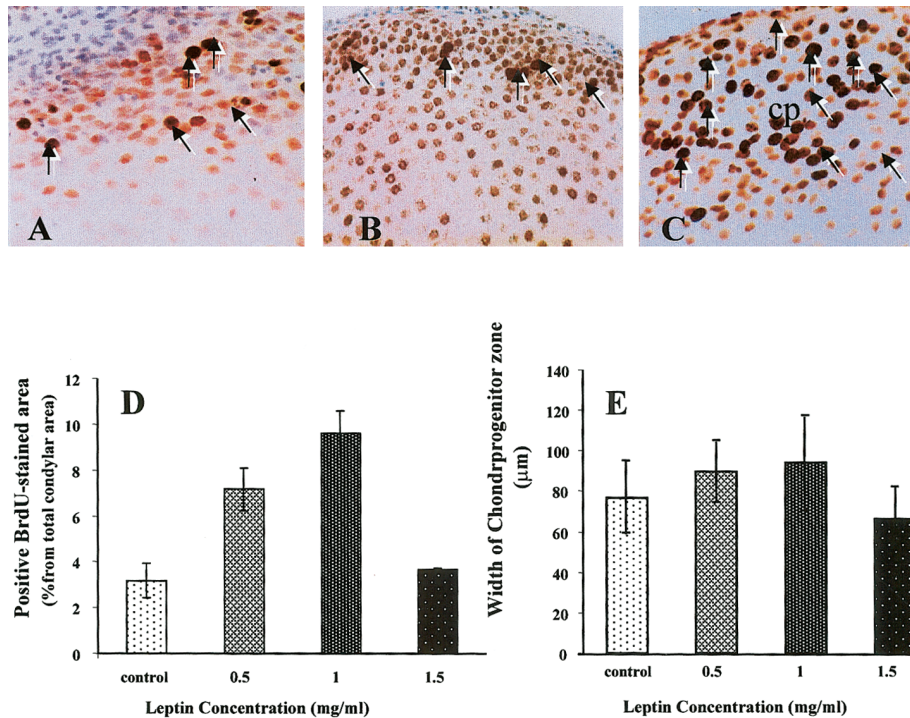 A
B
cp
C
D
Positive BrdU-stained area
(%from total condylar area)
12
10
8
6
4
2
0
control
0.5
1
1.5
Leptin Concentration (mg/ml)
E
Width of Chondrprogenitor zone
(μm)
140
120
100
80
60
40
20
0
control
0.5
1
1.5
Leptin Concentration (mg/ml)